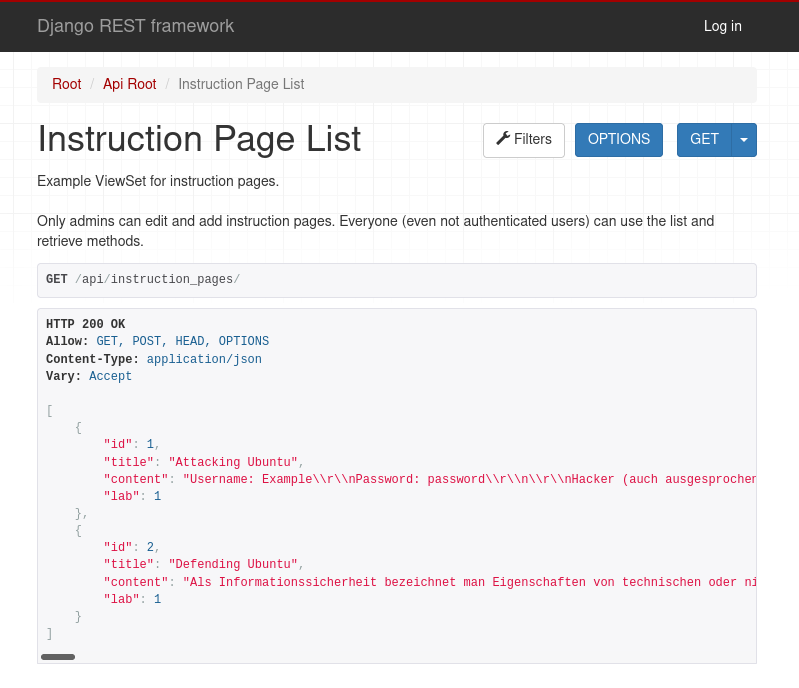 Django REST framework
Log in
Root / Api Root / Instruction Page List
Instruction Page List
Filters
OPTIONS
GET
Example ViewSet for instruction pages.
Only admins can edit and add instruction pages. Everyone (even not authenticated users) can use the list and
retrieve methods.
GET /api/instruction_pages/
HTTP 200 OK
Allow: GET, POST, HEAD, OPTIONS
Content-Type: application/json
Vary: Accept
[
    {
        "id": 1,
        "title": "Attacking Ubuntu",
        "content": "Username: Example\\r\\nPassword: password\\r\\n\\r\\nHacker (auch ausgesprochen
        "lab": 1
    },
    {
        "id": 2,
        "title": "Defending Ubuntu",
        "content": "Als Informationssicherheit bezeichnet man Eigenschaften von technischen oder ni
        "lab": 1
    }
]